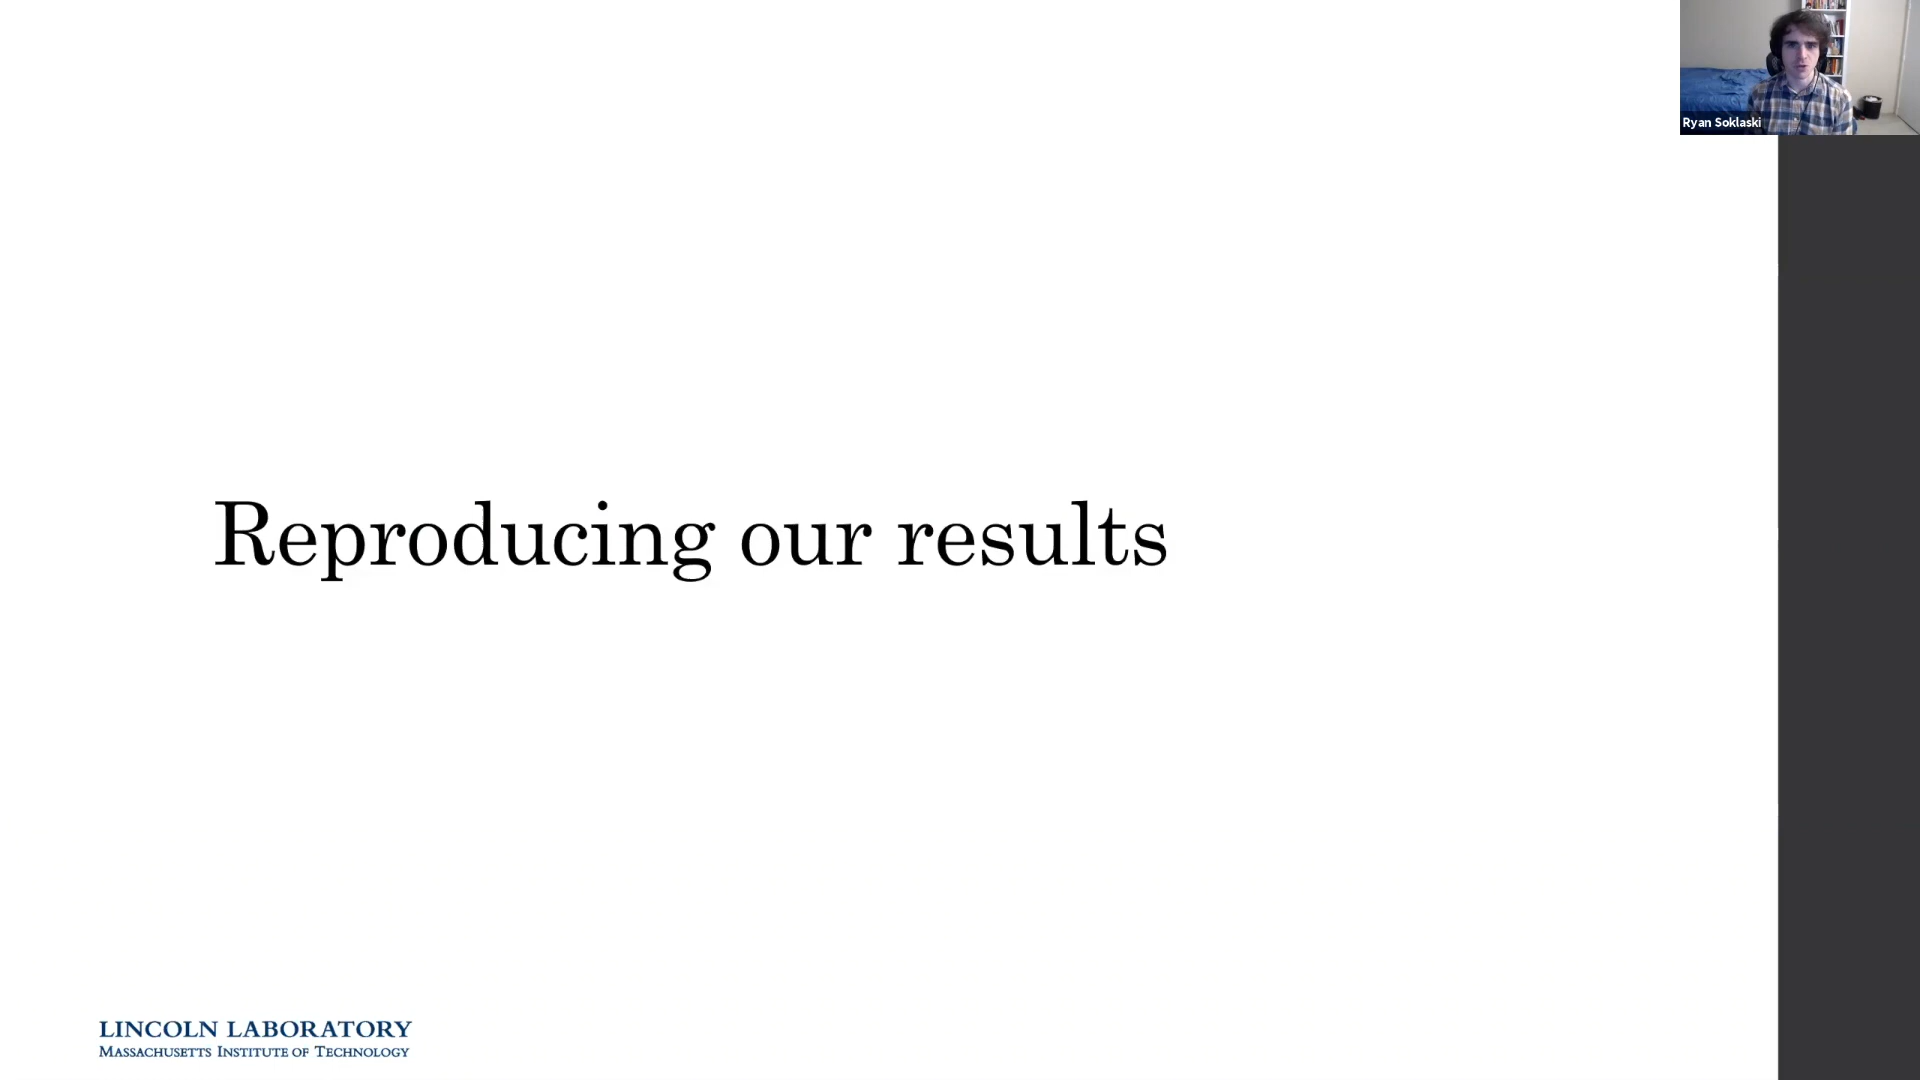 Ryan Soklaski
Reproducing our results
LINCOLN LABORATORY
MASSACHUSETTS INSTITUTE OF TECHNOLOGY